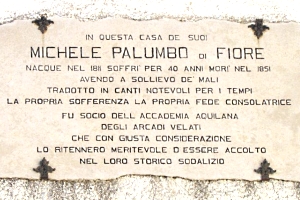 IN QUESTA CASA DE' SUOI
MICHELE PALUMBO DI FIORE
NACQUE NEL 1811 SOFFRI' PER 40 ANNI MORI' NEL 1851
AVENDO A SOLLIEVO DE' MALI
TRADOTTO IN CANTI NOTEVOLI PER I TEMPI
LA PROPRIA SOFFERENZA LA PROPRIA FEDE CONSOLATRICE
FU SOCIO DELL'ACCADEMIA AQUILANA
DEGLI ARCADI VELATI
CHE CON GIUSTA CONSIDERAZIONE
LO RITENNERO MERITEVOLE D'ESSERE ACCOLTO
NEL LORO STORICO SODALIZIO